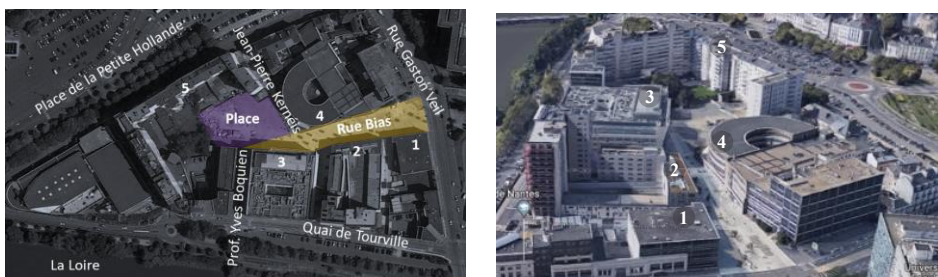 Place de la Petite Hollande
Jean-Pierre Kernéis
Rue Gaston Veil
5
Place
4
Rue Bias
3
2
1
Prof. Yves Boquien
Quai de Tourville
La Loire
5
3
4
2
de Nantes
1
Univers